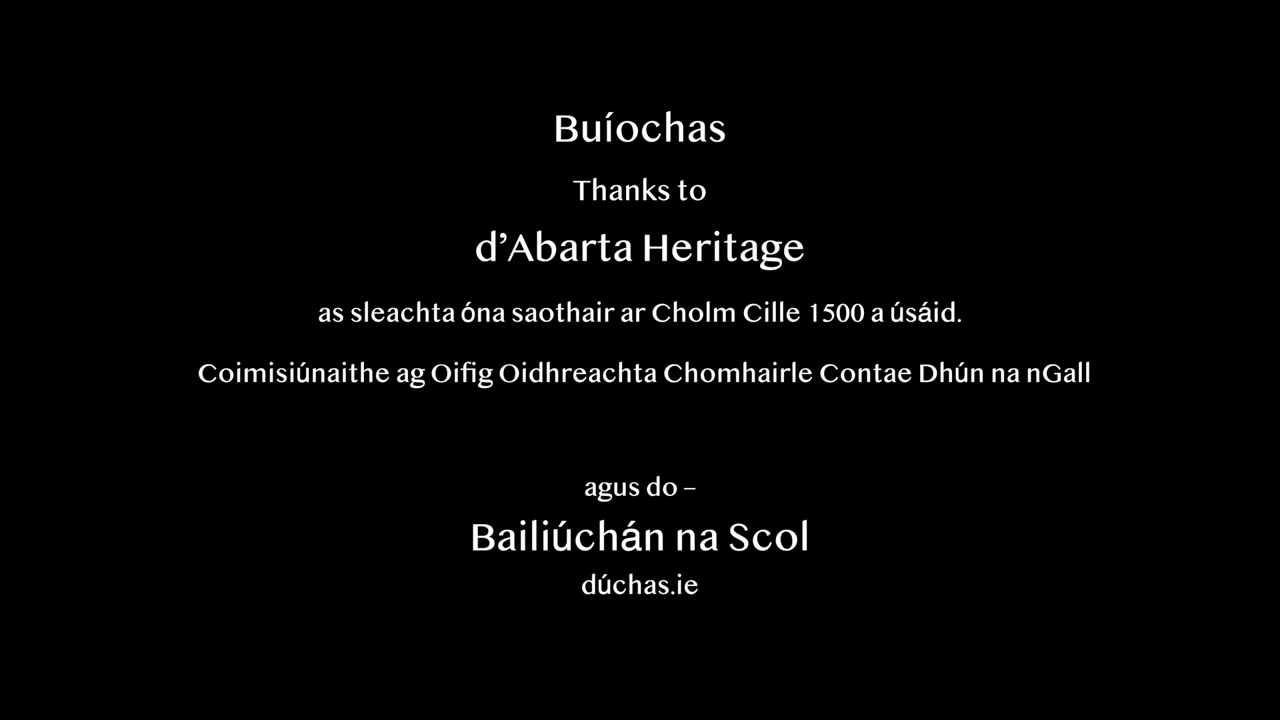 Buíochas
Thanks to
d’Abarta Heritage
as sleachta óna saothair ar Cholm Cille 1500 a úsáid.
Coimisiúnaithe ag Oifig Oidhreachta Chomhairle Contae Dhún na nGall
agus do –
Bailiúchán na Scol
dúchas.ie